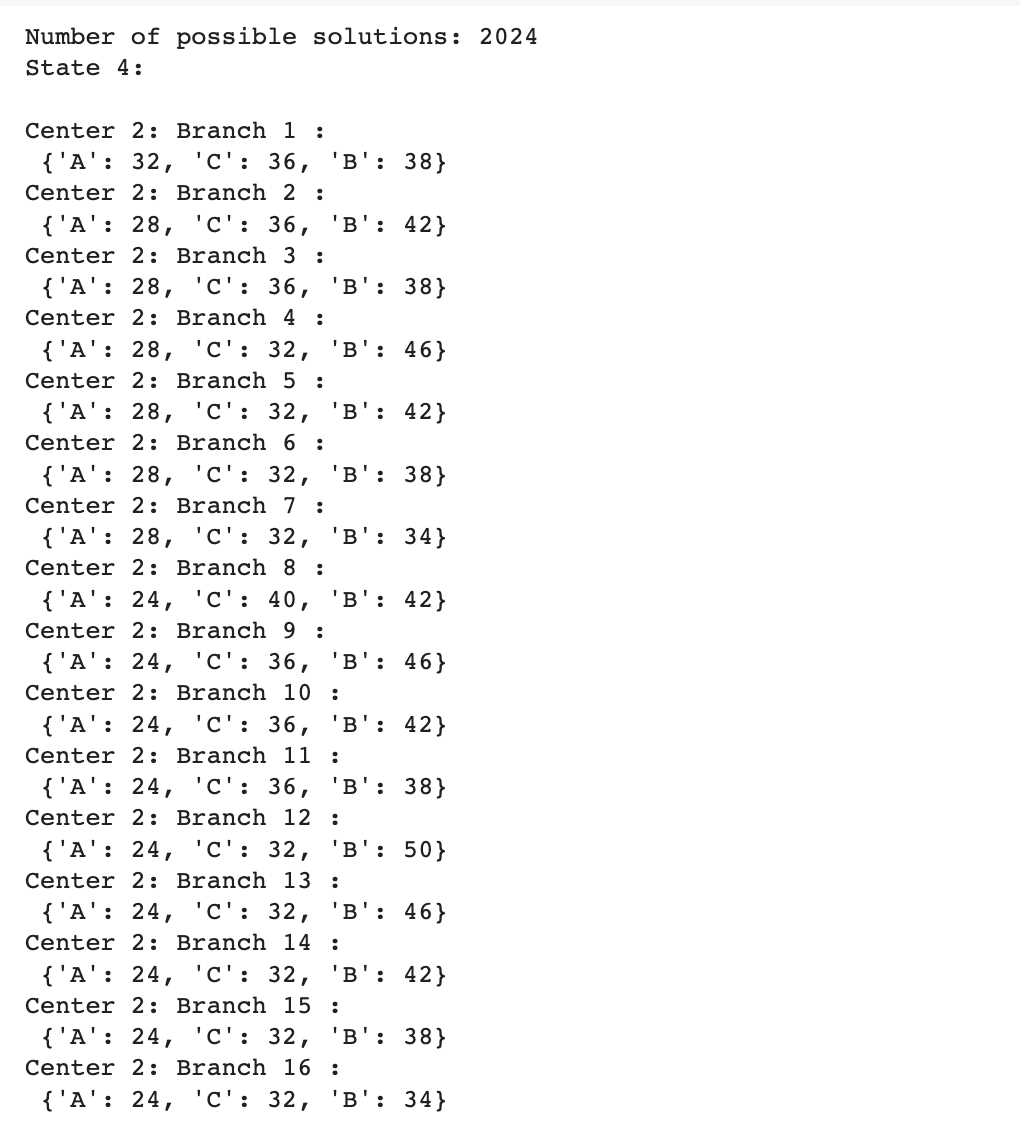 Number of possible solutions: 2024
State 4:
Center 2: Branch 1 :
{'A': 32, 'C': 36, 'B': 38}
Center 2: Branch 2 :
{'A': 28, 'C': 36, 'B': 42}
Center 2: Branch 3 :
{'A': 28, 'C': 36, 'B': 38}
Center 2: Branch 4 :
{'A': 28, 'C': 32, 'B': 46}
Center 2: Branch 5 :
{'A': 28, 'C': 32, 'B': 42}
Center 2: Branch 6 :
{'A': 28, 'C': 32, 'B': 38}
Center 2: Branch 7 :
{'A': 28, 'C': 32, 'B': 34}
Center 2: Branch 8 :
{'A': 24, 'C': 40, 'B': 42}
Center 2: Branch 9 :
{'A': 24, 'C': 36, 'B': 46}
Center 2: Branch 10 :
{'A': 24, 'C': 36, 'B': 42}
Center 2: Branch 11 :
{'A': 24, 'C': 36, 'B': 38}
Center 2: Branch 12 :
{'A': 24, 'C': 32, 'B': 50}
Center 2: Branch 13 :
{'A': 24, 'C': 32, 'B': 46}
Center 2: Branch 14 :
{'A': 24, 'C': 32, 'B': 42}
Center 2: Branch 15 :
{'A': 24, 'C': 32, 'B': 38}
Center 2: Branch 16 :
{'A': 24, 'C': 32, 'B': 34}